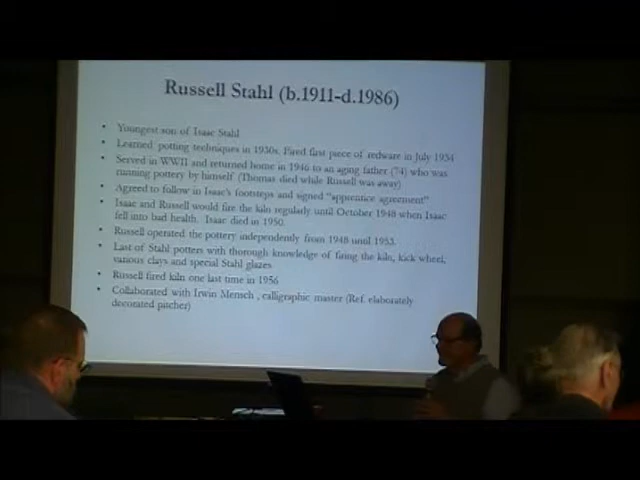 Russell Stahl (b.1911-d.1986)
• Youngest son of Isaac Stahl
• Learned potting techniques in 1930s. Fired first piece of redware in July 1934
• Served in WWII and returned home in 1946 to an aging father (74) who was
running pottery by himself (Thomas died while Russell was away)
• Agreed to follow in Isaac's footsteps and signed "apprentice agreement"
• Isaac and Russell would fire the kiln regularly until October 1948 when Isaac
fell into bad health. Isaac died in 1950.
• Russell operated the pottery independently from 1948 until 1953.
• Last of Stahl potters with thorough knowledge of firing the kiln, kick wheel,
various clays and special Stahl glazes
• Russell fired kiln one last time in 1956
• Collaborated with Irwin Mensch , calligraphic master (Ref. elaborately
decorated pitcher)